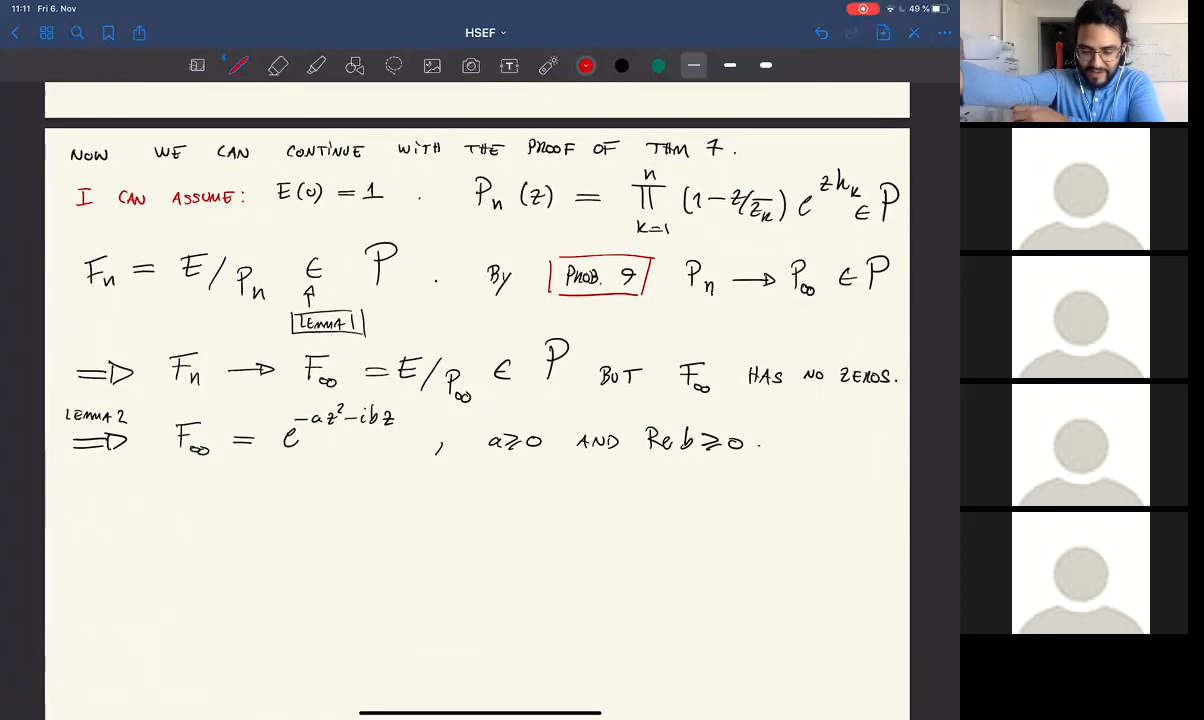 11:11 Fri 6. Nov
49 %
HSEF
NOW WE CAN CONTINUE WITH THE PROOF OF THM 7.
I CAN ASSUME: E(0) = 1 . Pₙ(z) = ∏_{k=1}^{n} (1 - z/z̄ₖ) e^{z hₖ} ∈ P
Fₙ = E/Pₙ ∈ P . BY PROB. 9 Pₙ → P∞ ∈ P
↑
LEMMA 1
⇒ Fₙ → F∞ = E/P∞ ∈ P BUT F∞ HAS NO ZEROS.
LEMMA 2
⇒ F∞ = e^{-az²-ibz} , a ≥ 0 AND Re b ≥ 0 .